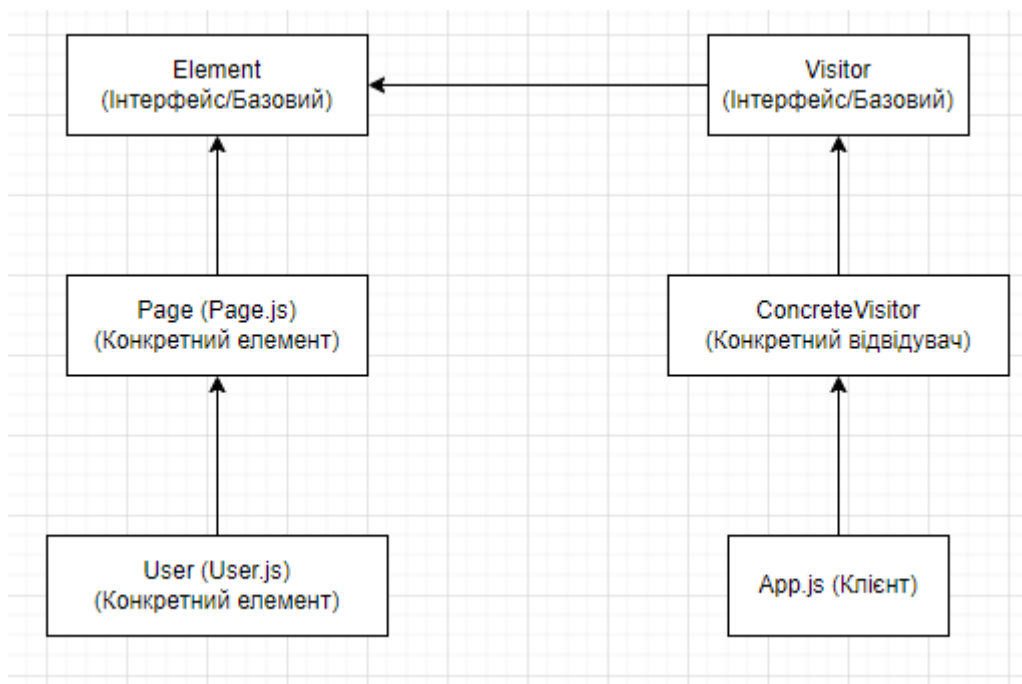 Element
(Інтерфейс/Базовий)
Visitor
(Інтерфейс/Базовий)
Page (Page.js)
(Конкретний елемент)
ConcreteVisitor
(Конкретний відвідувач)
User (User.js)
(Конкретний елемент)
App.js (Клієнт)